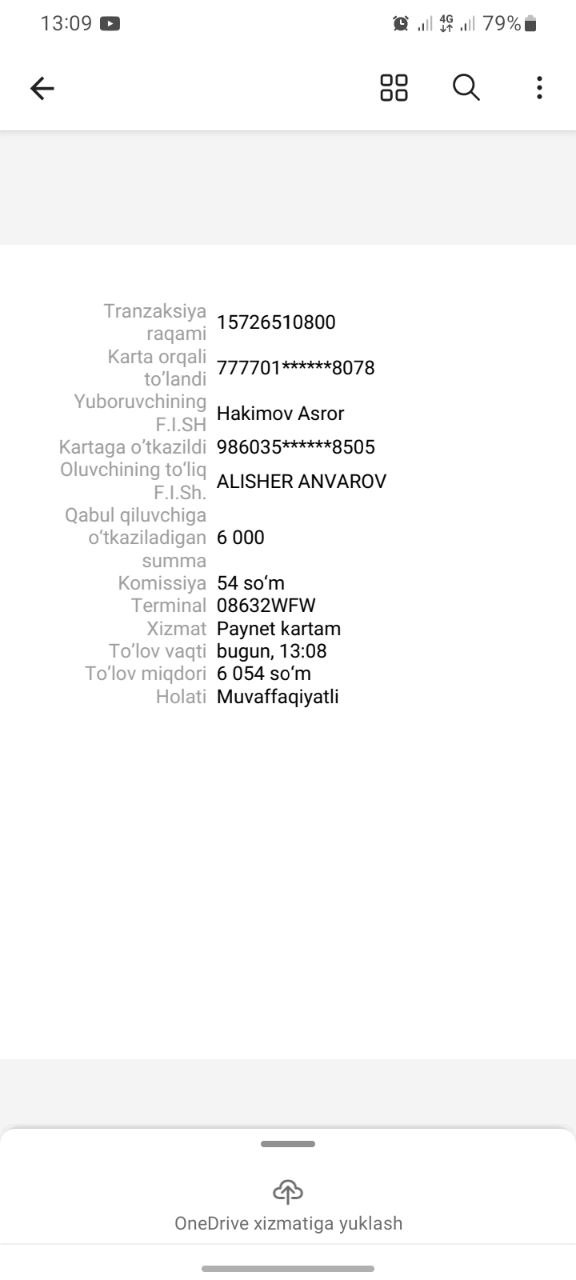 13:09
4G
79%
Tranzaksiya
raqami
15726510800
Karta orqali
to‘landi
777701******8078
Yuboruvchining
F.I.SH
Hakimov Asror
Kartaga o‘tkazildi 986035******8505
Oluvchining to‘liq
F.I.Sh.
ALISHER ANVAROV
Qabul qiluvchiga
o‘tkaziladigan
summa
6 000
Komissiya 54 so‘m
Terminal 08632WFW
Xizmat Paynet kartam
To‘lov vaqti bugun, 13:08
To‘lov miqdori 6 054 so‘m
Holati Muvaffaqiyatli
OneDrive xizmatiga yuklash